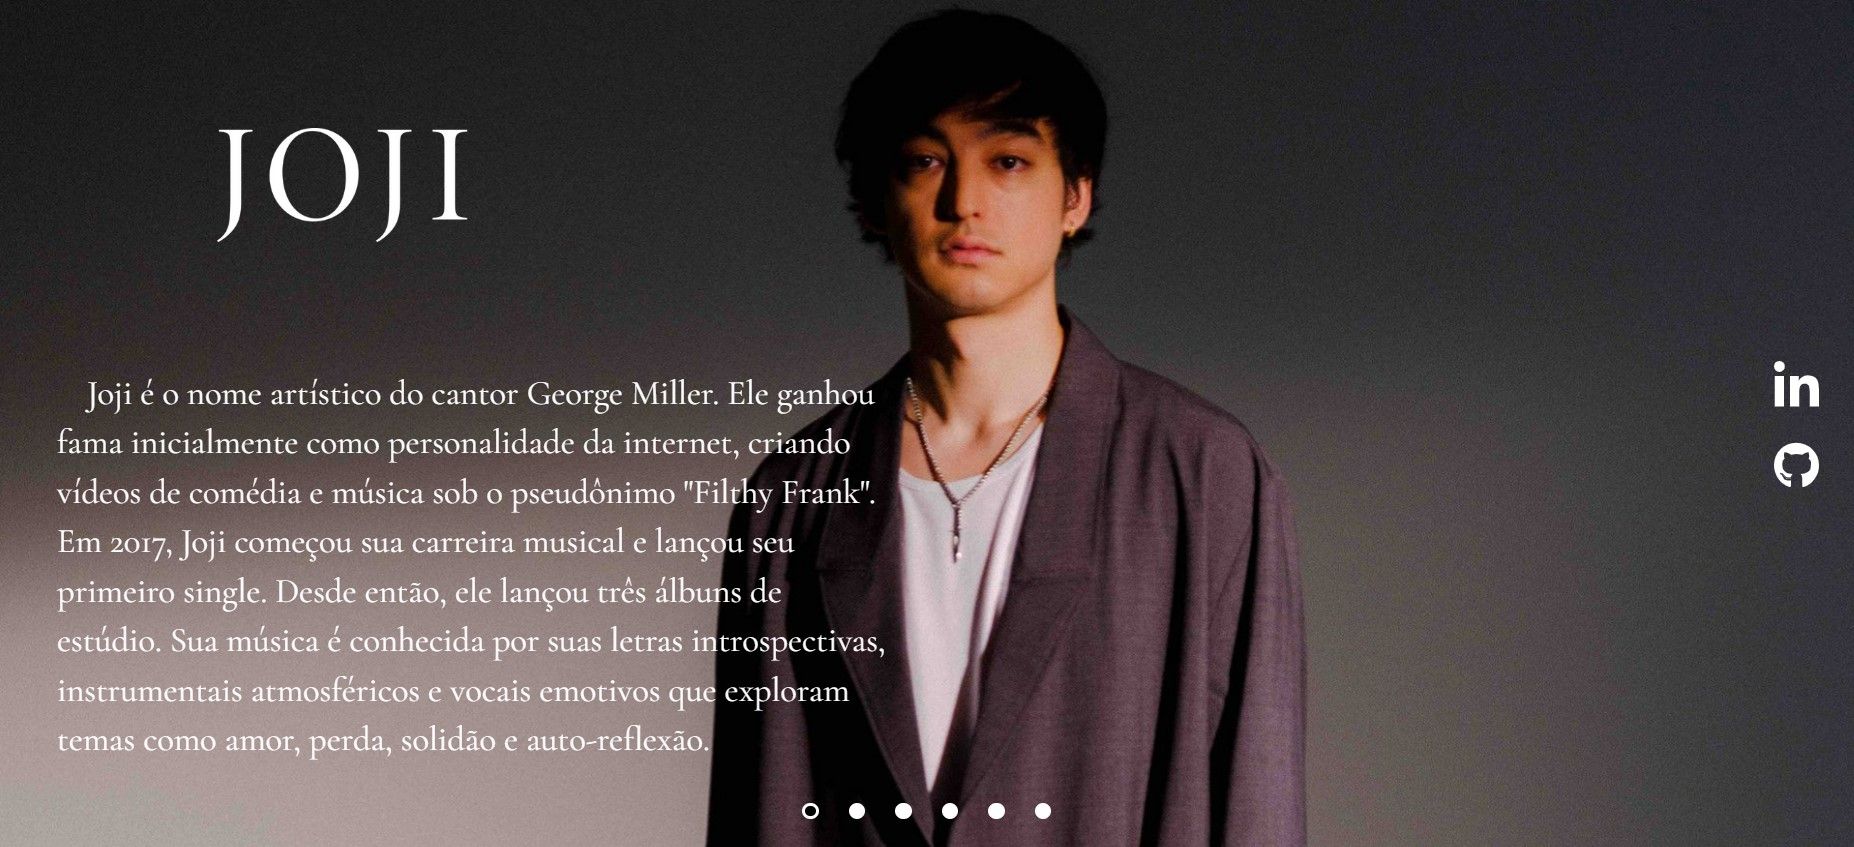 JOJI
Joji é o nome artístico do cantor George Miller. Ele ganhou
fama inicialmente como personalidade da internet, criando
vídeos de comédia e música sob o pseudônimo "Filthy Frank".
Em 2017, Joji começou sua carreira musical e lançou seu
primeiro single. Desde então, ele lançou três álbuns de
estúdio. Sua música é conhecida por suas letras introspectivas,
instrumentais atmosféricos e vocais emotivos que exploram
temas como amor, perda, solidão e auto-reflexão.
in